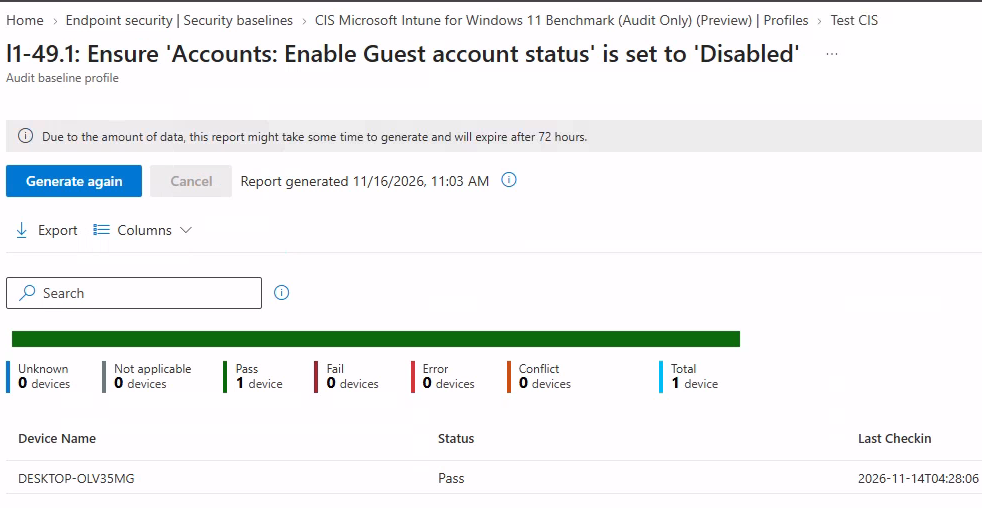 Home > Endpoint security | Security baselines > CIS Microsoft Intune for Windows 11 Benchmark (Audit Only) (Preview) | Profiles > Test CIS
l1-49.1: Ensure 'Accounts: Enable Guest account status' is set to 'Disabled' ...
Audit baseline profile
Due to the amount of data, this report might take some time to generate and will expire after 72 hours.
Generate again Cancel Report generated 11/16/2026, 11:03 AM
Export Columns
Search
Unknown Not applicable Pass Fail Error Conflict Total
0 devices 0 devices 1 device 0 devices 0 devices 0 devices 1 device
Device Name Status Last Checkin
DESKTOP-OLV35MG Pass 2026-11-14T04:28:06